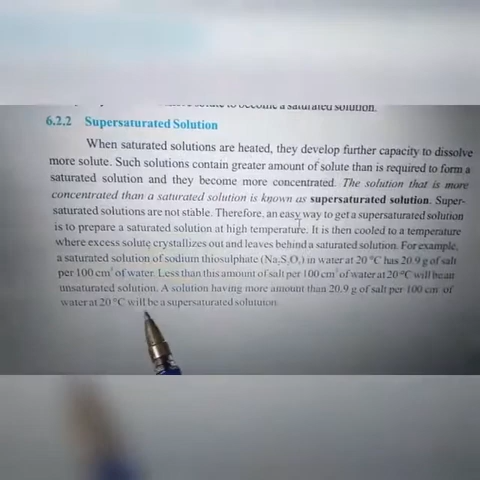 to become a saturated solution.
6.2.2 Supersaturated Solution
When saturated solutions are heated, they develop further capacity to dissolve
more solute. Such solutions contain greater amount of solute than is required to form a
saturated solution and they become more concentrated. The solution that is more
concentrated than a saturated solution is known as supersaturated solution. Super-
saturated solutions are not stable. Therefore, an easy way to get a supersaturated solution
is to prepare a saturated solution at high temperature. It is then cooled to a temperature
where excess solute crystallizes out and leaves behind a saturated solution. For example,
a saturated solution of sodium thiosulphate (Na₂S₂O₃) in water at 20 °C has 20.9 g of salt
per 100 cm³ of water. Less than this amount of salt per 100 cm³ of water at 20 °C will be an
unsaturated solution. A solution having more amount than 20.9 g of salt per 100 cm³ of
water at 20 °C will be a supersaturated solutution.